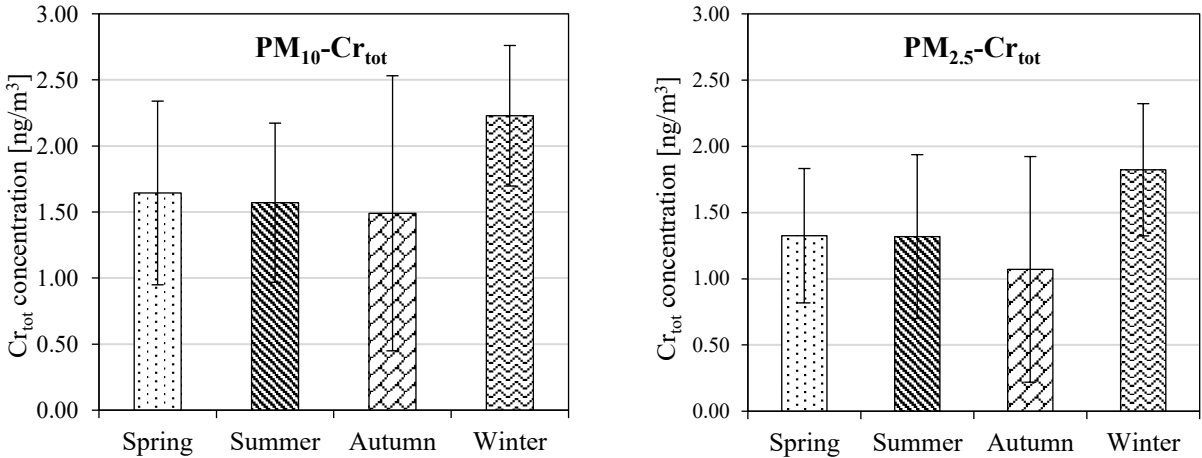 PM10-Crtot
Crtot concentration [ng/m³]
3.00
2.50
2.00
1.50
1.00
0.50
0.00
Spring Summer Autumn Winter
PM2.5-Crtot
Crtot concentration [ng/m³]
3.00
2.50
2.00
1.50
1.00
0.50
0.00
Spring Summer Autumn Winter